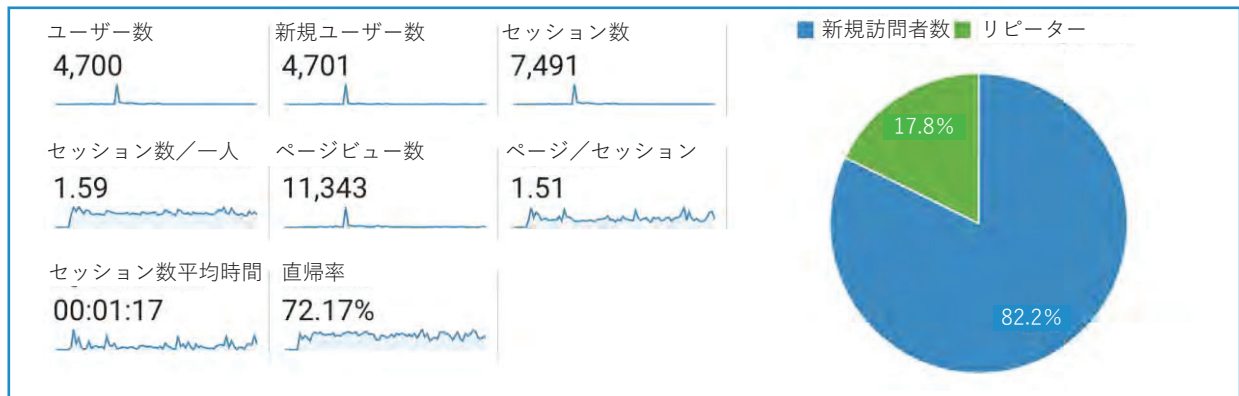 ユーザー数
4,700
新規ユーザー数
4,701
セッション数
7,491
セッション数／一人
1.59
ページビュー数
11,343
ページ／セッション
1.51
セッション数平均時間
00:01:17
直帰率
72.17%
新規訪問者数 リピーター
17.8%
82.2%